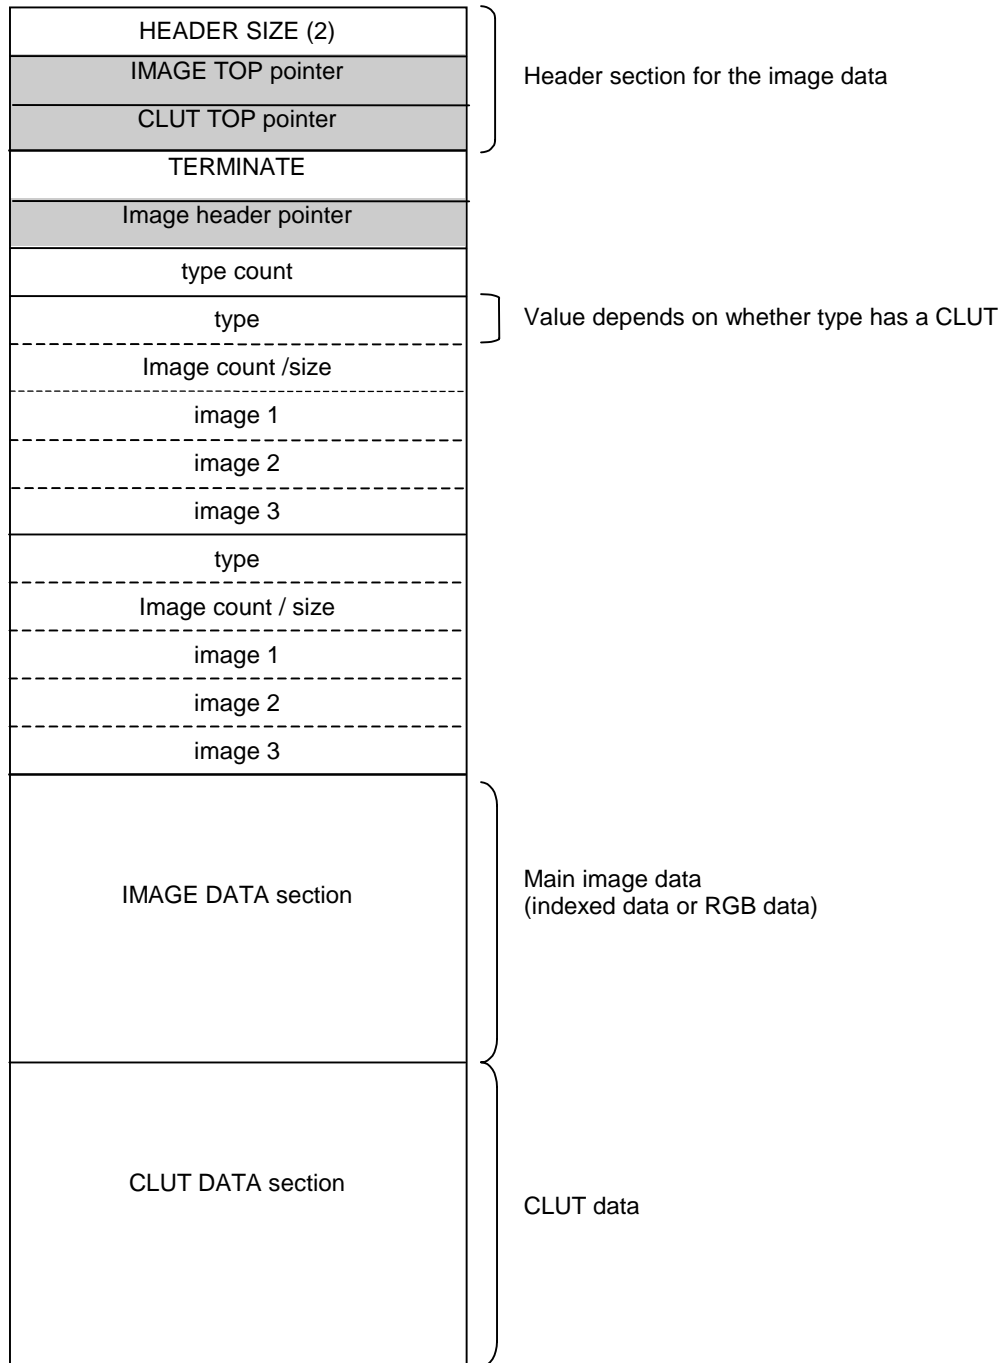 HEADER SIZE (2)
IMAGE TOP pointer
Header section for the image data
CLUT TOP pointer
TERMINATE
Image header pointer
type count
type
Value depends on whether type has a CLUT
Image count /size
image 1
image 2
image 3
type
Image count / size
image 1
image 2
image 3
IMAGE DATA section
Main image data
(indexed data or RGB data)
CLUT DATA section
CLUT data